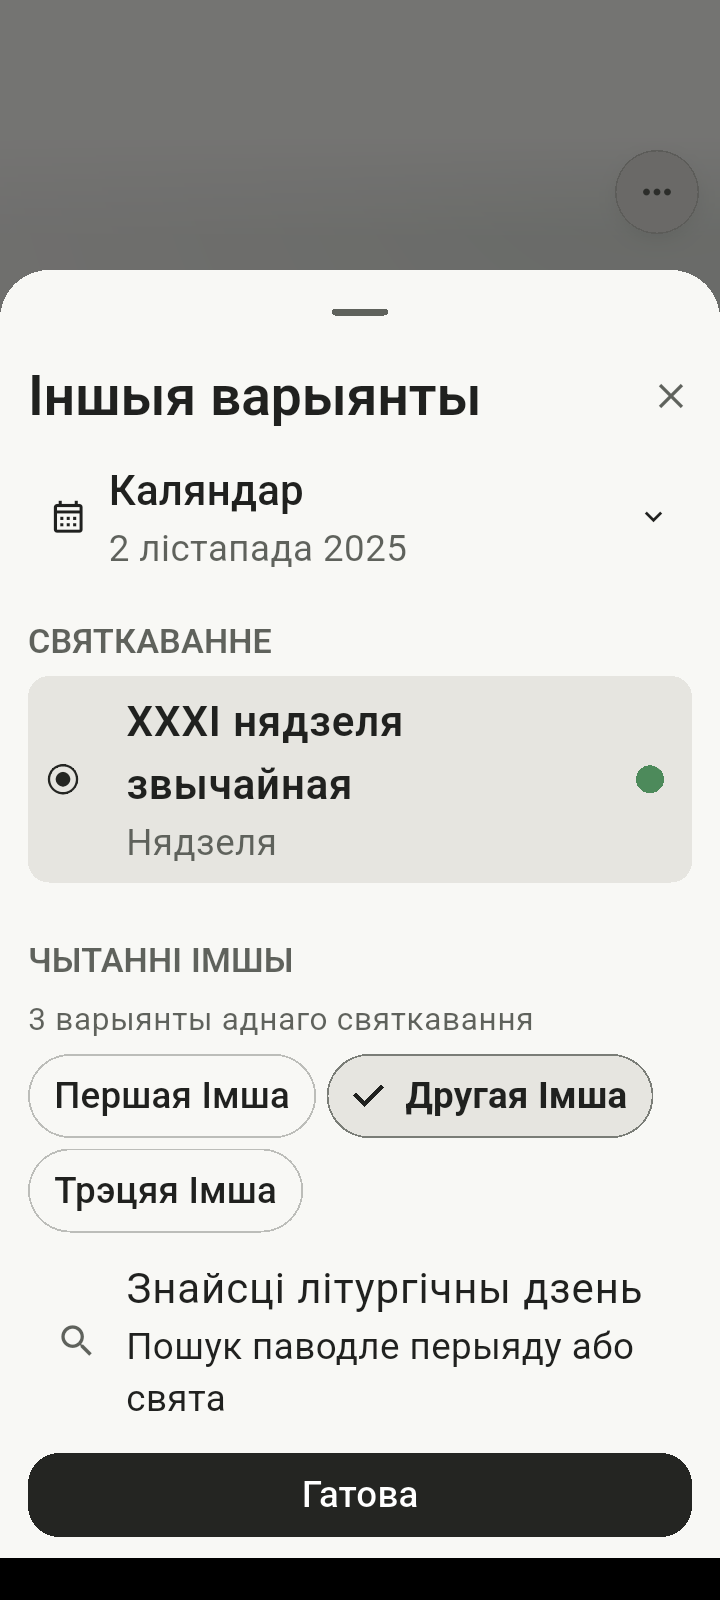 Іншыя варыянты
Каляндар
2 лістапада 2025
СВЯТКАВАННЕ
XXXI нядзеля
звычайная
Нядзеля
ЧЫТАННІ ІМШЫ
3 варыянты аднаго святкавання
Першая Імша
Другая Імша
Трэцяя Імша
Знайсці літургічны дзень
Пошук паводле перыяду або
свята
Гатова